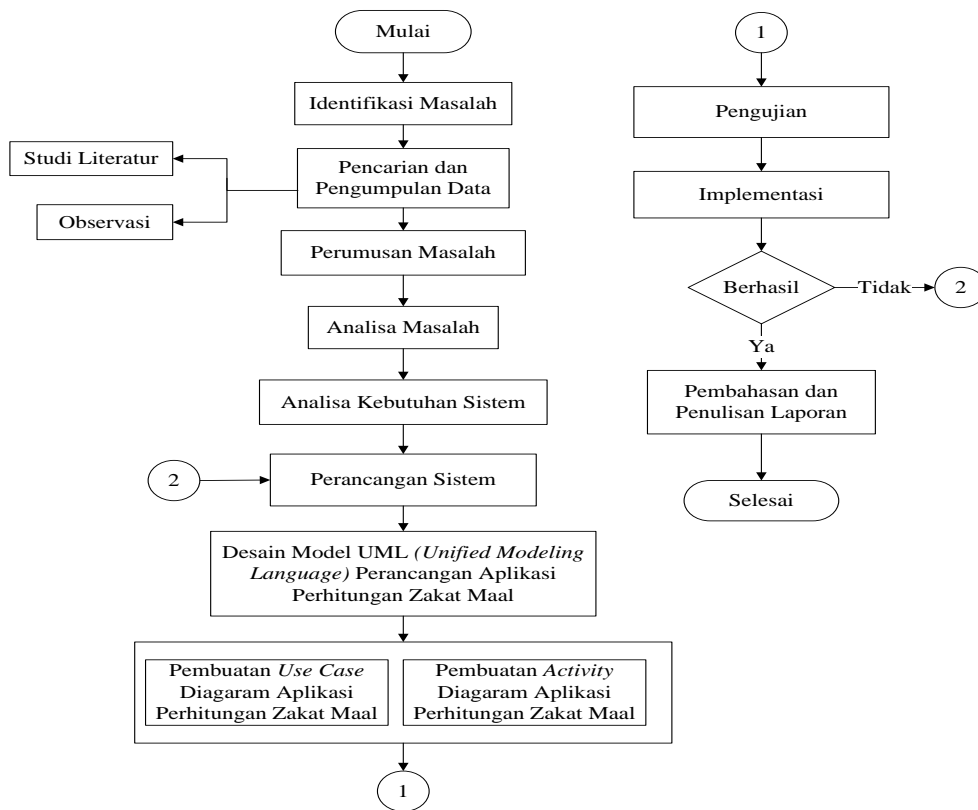 Mulai
Identifikasi Masalah
Pencarian dan
Pengumpulan Data
Studi Literatur
Observasi
Perumusan Masalah
Analisa Masalah
Analisa Kebutuhan Sistem
2
Perancangan Sistem
Desain Model UML (Unified Modeling
Language) Perancangan Aplikasi
Perhitungan Zakat Maal
Pembuatan Use Case
Diagaram Aplikasi
Perhitungan Zakat Maal
Pembuatan Activity
Diagaram Aplikasi
Perhitungan Zakat Maal
1
1
Pengujian
Implementasi
Berhasil
Tidak
2
Ya
Pembahasan dan
Penulisan Laporan
Selesai